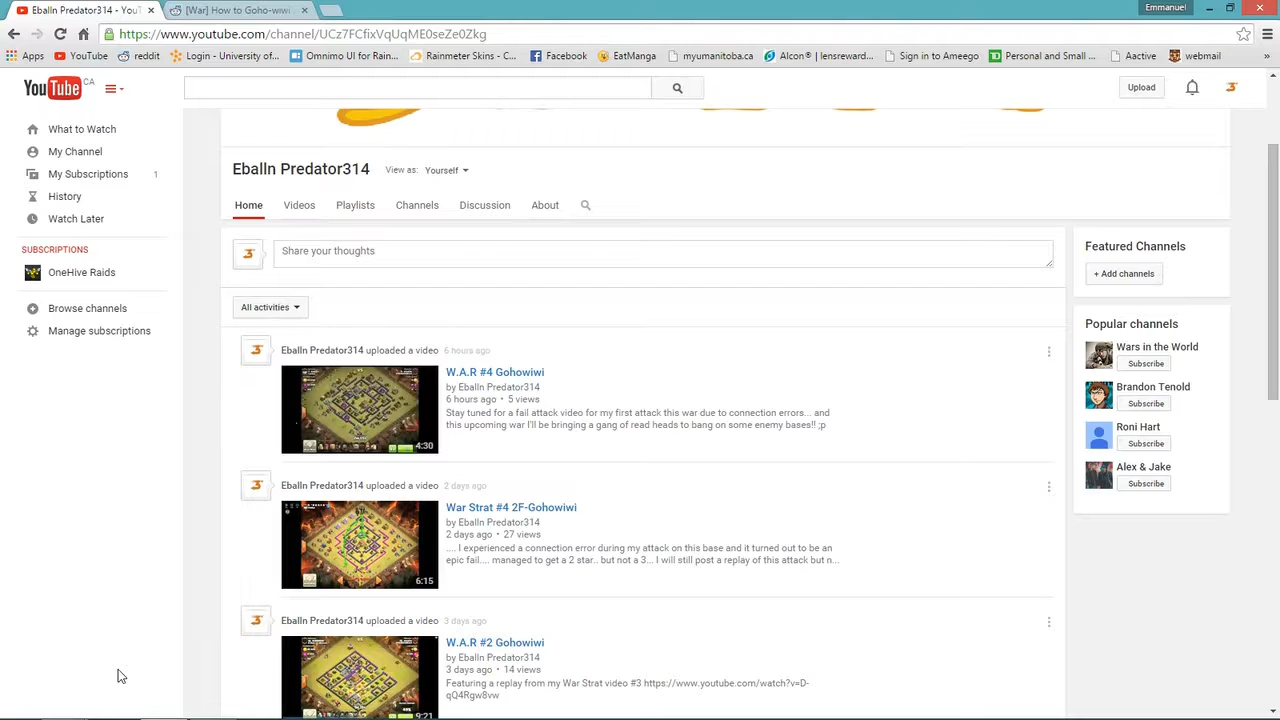 Eballn Predator314 - YouT
[War] How to Goho-wiwi
Emmanuel
https://www.youtube.com/channel/UCz7FCfixVqUqME0seZe0Zkg
Apps YouTube reddit Login - University of... Omnimo UI for Rain... RainmeterSkins - C... Facebook EatManga myumanitoba.ca Alcon® | lensreward... Sign in to Ameego Personal and Small ... Aactive webmail »
YouTube CA
Upload
What to Watch
My Channel
My Subscriptions 1
History
Watch Later
SUBSCRIPTIONS
OneHive Raids
Browse channels
Manage subscriptions
Eballn Predator314 View as: Yourself
Home Videos Playlists Channels Discussion About
Share your thoughts
All activities
Eballn Predator314 uploaded a video 6 hours ago
W.A.R #4 Gohowiwi
by Eballn Predator314
6 hours ago • 5 views
Stay tuned for a fail attack video for my first attack this war due to connection errors... and
this upcoming war I'll be bringing a gang of read heads to bang on some enemy bases!! ;p
4:30
Eballn Predator314 uploaded a video 2 days ago
War Strat #4 2F-Gohowiwi
by Eballn Predator314
2 days ago • 27 views
.... I experienced a connection error during my attack on this base and it turned out to be an
epic fail.... managed to get a 2 star.. but not a 3... I will still post a replay of this attack but n...
6:15
Eballn Predator314 uploaded a video 3 days ago
W.A.R #2 Gohowiwi
by Eballn Predator314
3 days ago • 14 views
Featuring a replay from my War Strat video #3 https://www.youtube.com/watch?v=D-
qQ4Rgw8vw
9:21
Featured Channels
+ Add channels
Popular channels
Wars in the World
Subscribe
Brandon Tenold
Subscribe
Roni Hart
Subscribe
Alex & Jake
Subscribe